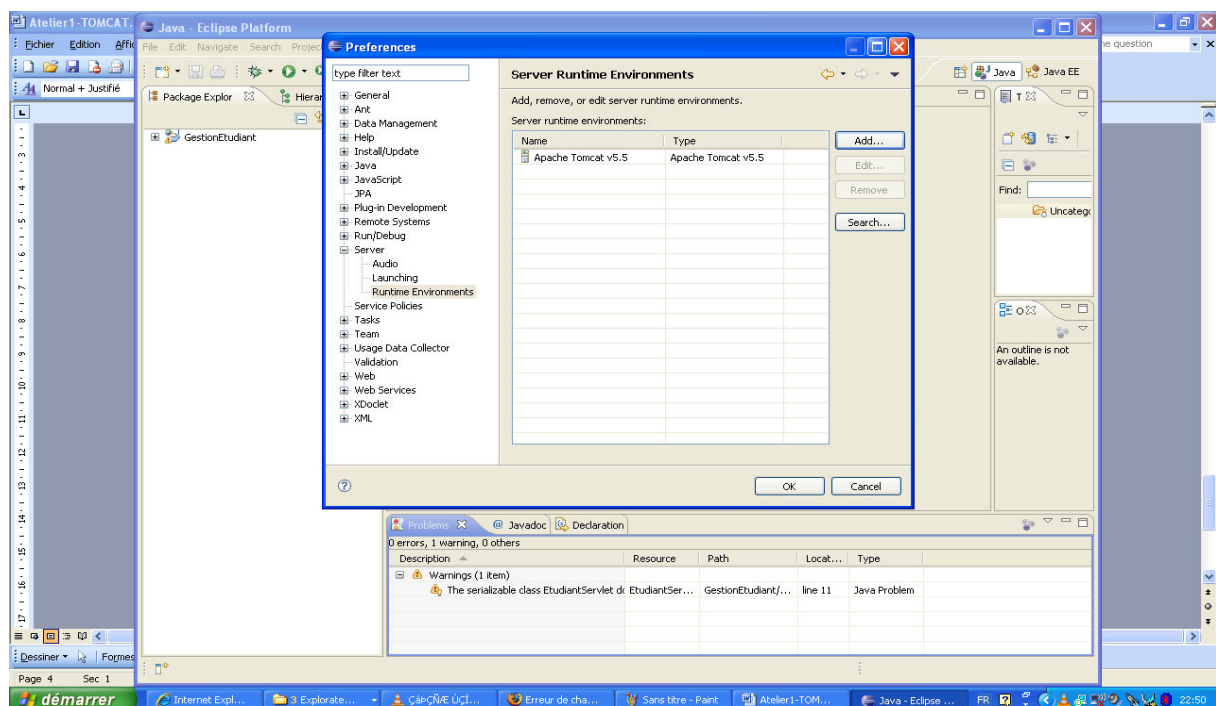 Atelier1-TOMCAT.
Fichier Edition Affi
Normal + Justifié
ne question
Java - Eclipse Platform
File Edit Navigate Search Projec
Java
Java EE
Package Explor
Hierar
GestionEtudiant
Preferences
type filter text
General
Ant
Data Management
Help
Install/Update
Java
JavaScript
JPA
Plug-in Development
Remote Systems
Run/Debug
Server
Audio
Launching
Runtime Environments
Service Policies
Tasks
Team
Usage Data Collector
Validation
Web
Web Services
XDoclet
XML
Server Runtime Environments
Add, remove, or edit server runtime environments.
Server runtime environments:
Name Type
Apache Tomcat v5.5 Apache Tomcat v5.5
Add...
Edit...
Remove
Search...
OK Cancel
T
Find:
Uncatego
O
An outline is not
available.
Problems @ Javadoc Declaration
0 errors, 1 warning, 0 others
Description Resource Path Locat... Type
Warnings (1 item)
The serializable class EtudiantServlet do EtudiantSer... GestionEtudiant/... line 11 Java Problem
Dessiner Formes
Page 4 Sec 1
démarrer
Internet Expl...
3 Explorate...
Erreur de cha...
Sans titre - Paint
Atelier1-TOM...
Java - Eclipse ...
FR
22:50